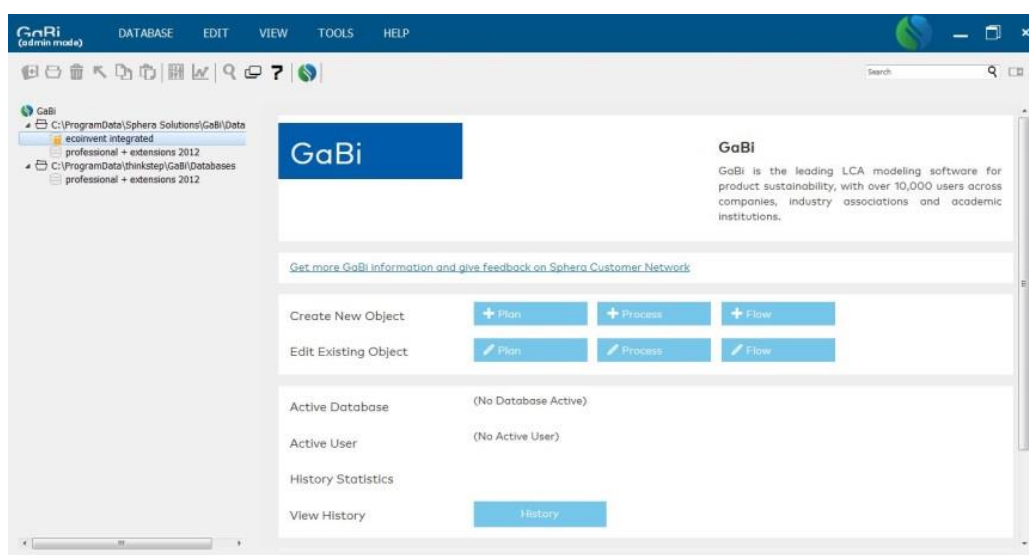 GaBi
(admin mode)
DATABASE EDIT VIEW TOOLS HELP
?
Search
GaBi
C:\ProgramData\Sphera Solutions\GaBi\Data
ecoinvent integrated
professional + extensions 2012
C:\ProgramData\thinkstep\GaBi\Databases
professional + extensions 2012
GaBi
GaBi
GaBi is the leading LCA modeling software for
product sustainability, with over 10,000 users across
companies, industry associations and academic
institutions.
Get more GaBi information and give feedback on Sphera Customer Network
Create New Object + Plan + Process + Flow
Edit Existing Object Plan Process Flow
Active Database (No Database Active)
Active User (No Active User)
History Statistics
View History History